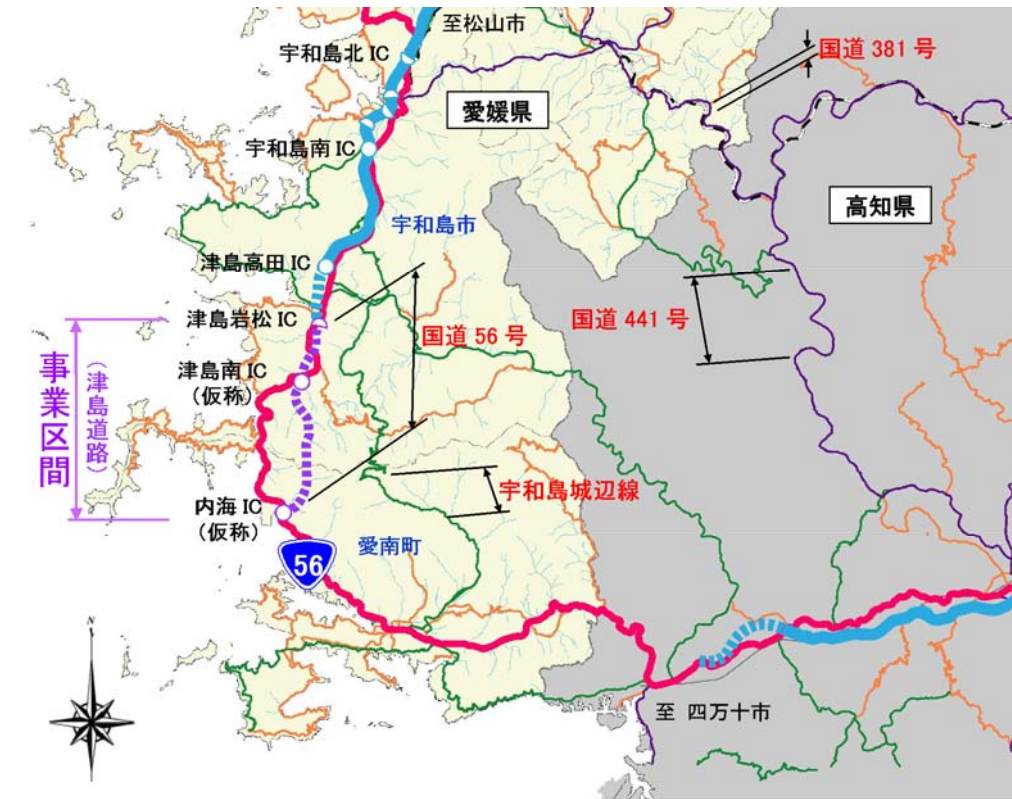 至松山市
宇和島北 IC
国道 381 号
愛媛県
宇和島南 IC
高知県
宇和島市
津島高田 IC
津島岩松 IC
国道 56 号
国道 441 号
事業区間
（津島道路）
津島南 IC
（仮称）
宇和島城辺線
内海 IC
（仮称）
愛南町
56
N
至 四万十市